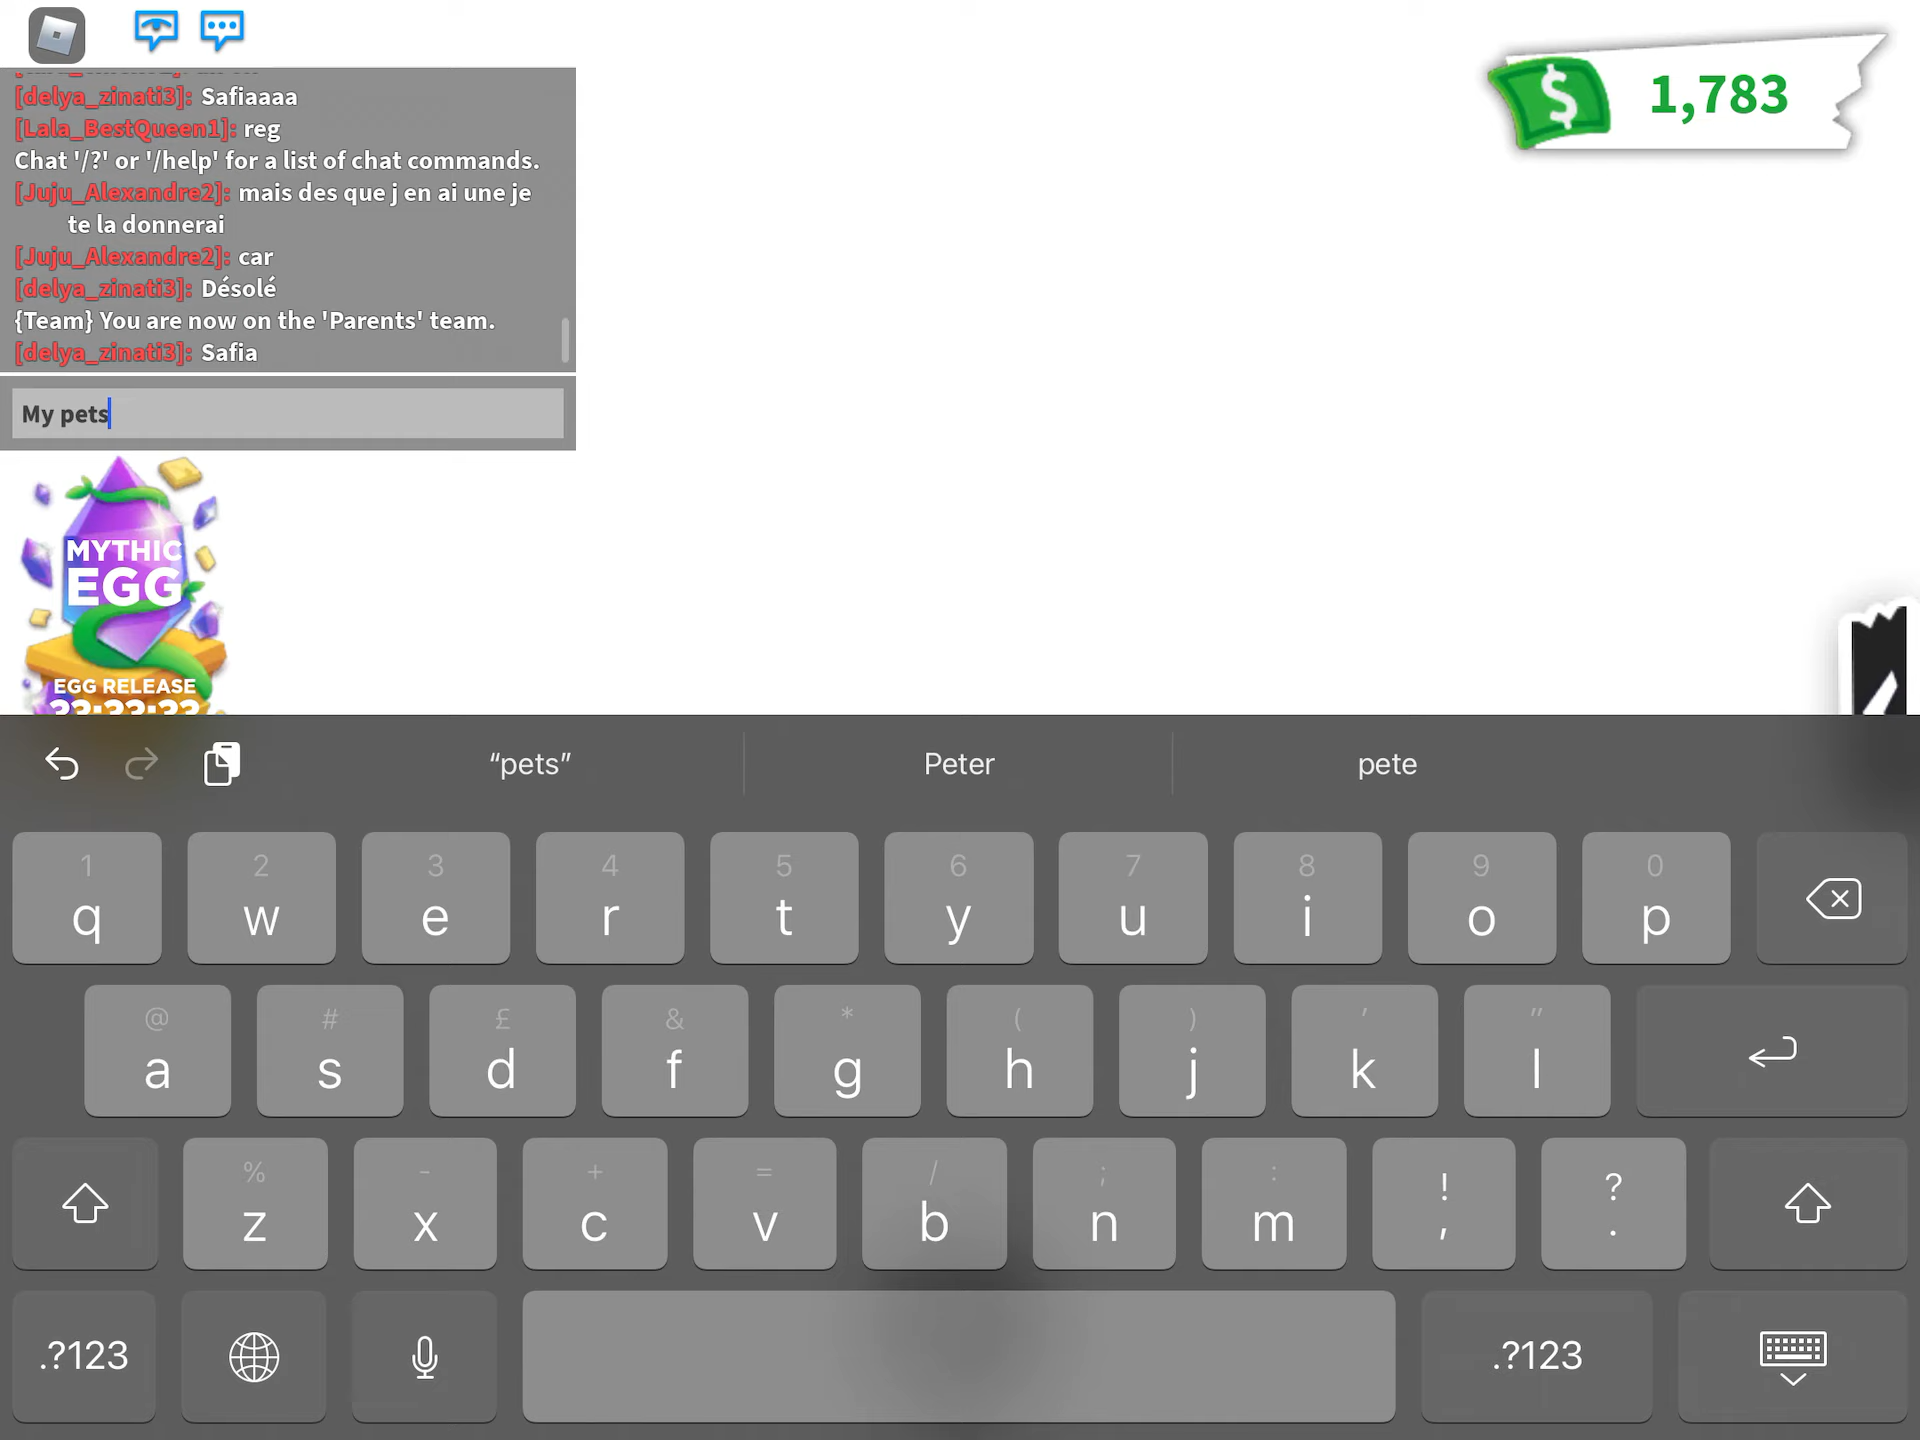 1,783
[delya_zinati3]: Safiaaaa
[Lala_BestQueen1]: reg
Chat '/?' or '/help' for a list of chat commands.
[Juju_Alexandre2]: mais des que j en ai une je
te la donnerai
[Juju_Alexandre2]: car
[delya_zinati3]: Désolé
{Team} You are now on the 'Parents' team.
[delya_zinati3]: Safia
My pets
MYTHIC
EGG
EGG RELEASE
“pets” Peter pete
1 2 3 4 5 6 7 8 9 0
q w e r t y u i o p
@ # £ & * ( ) ' "
a s d f g h j k l
% - + = / ; : ! ?
z x c v b n m , .
.?123 .?123